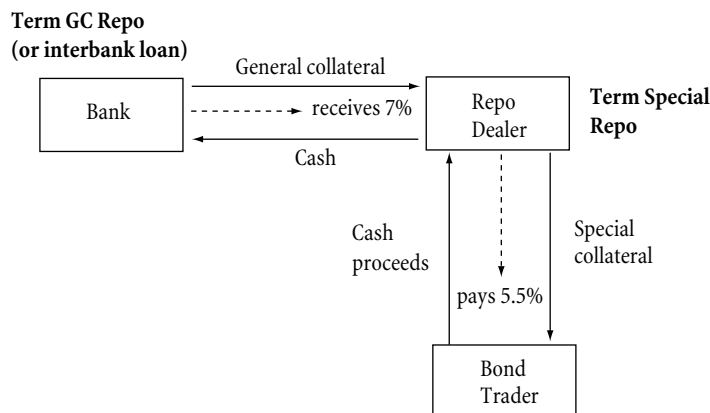 Term GC Repo
(or interbank loan)
General collateral
Bank
receives 7%
Cash
Repo
Dealer
Term Special
Repo
Cash
proceeds
Special
collateral
pays 5.5%
Bond
Trader